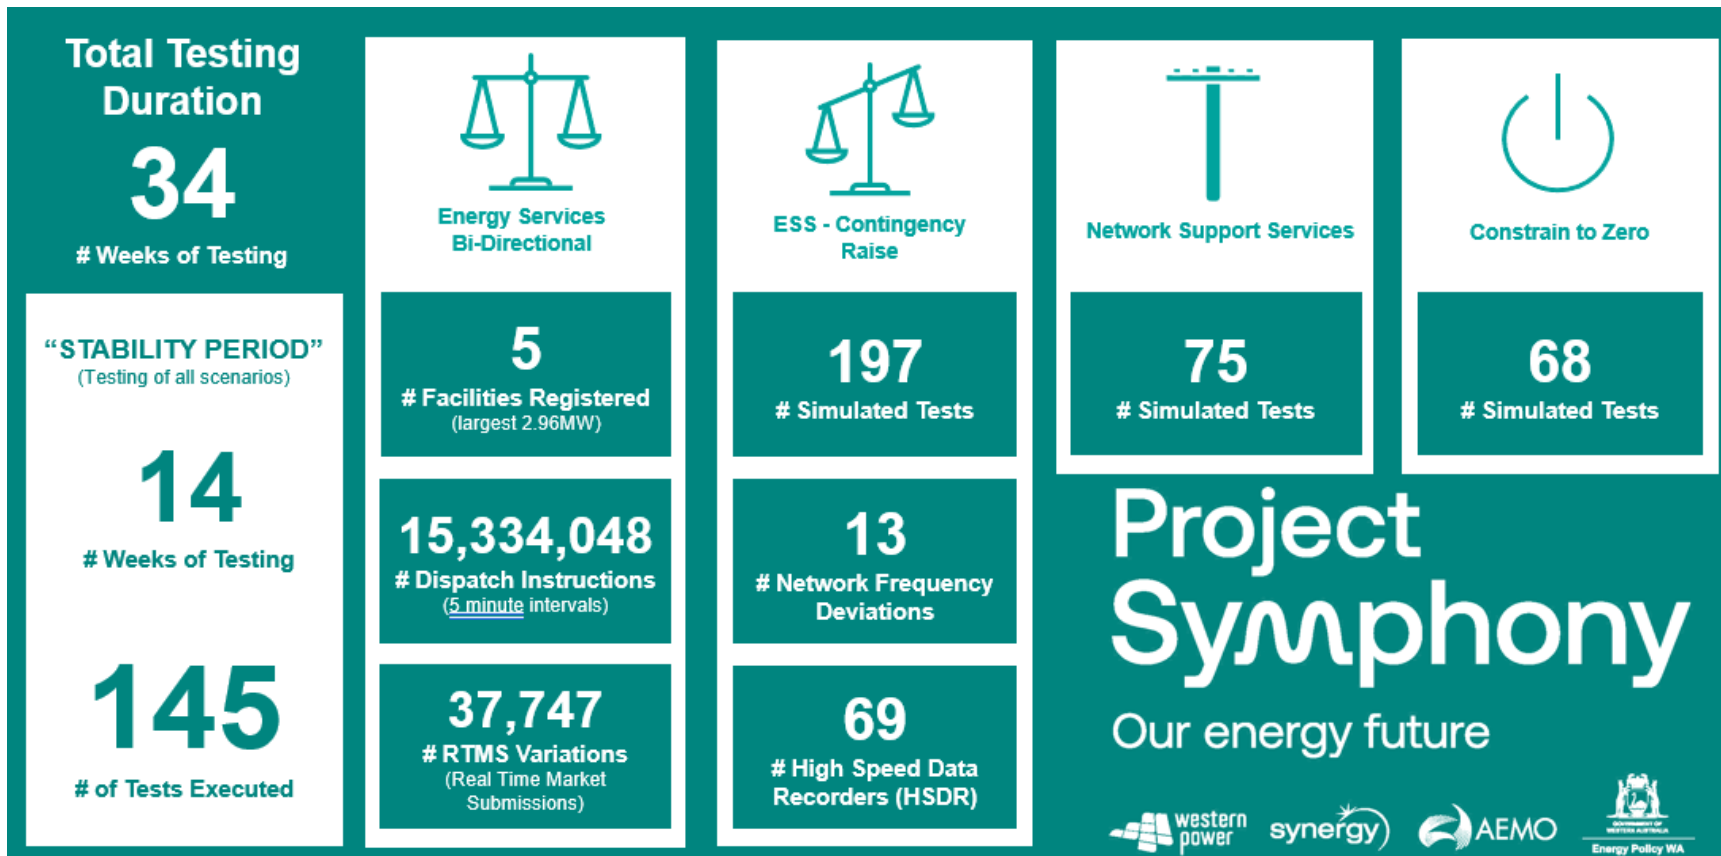 Total Testing
Duration
34
# Weeks of Testing
“STABILITY PERIOD”
(Testing of all scenarios)
14
# Weeks of Testing
145
# of Tests Executed
Energy Services
Bi-Directional
5
# Facilities Registered
(largest 2.96MW)
15,334,048
# Dispatch Instructions
(5 minute intervals)
37,747
# RTMS Variations
(Real Time Market
Submissions)
ESS - Contingency
Raise
197
# Simulated Tests
13
# Network Frequency
Deviations
69
# High Speed Data
Recorders (HSDR)
Network Support Services
75
# Simulated Tests
Constrain to Zero
68
# Simulated Tests
Project
Symphony
Our energy future
western
power
synergy
AEMO
GOVERNMENT OF
WESTERN AUSTRALIA
Energy Policy WA